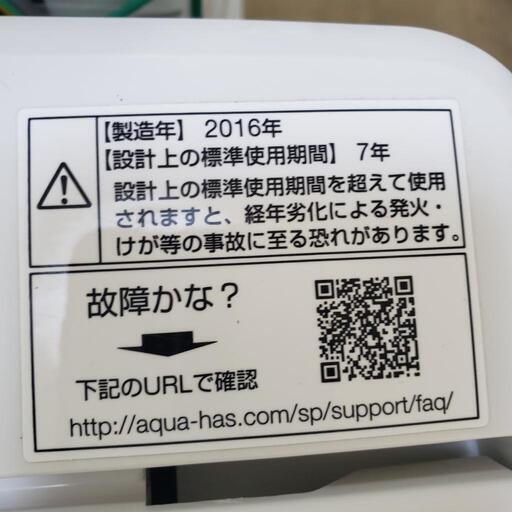 【製造年】 2016年
【設計上の標準使用期間】 7年
設計上の標準使用期間を超えて使用
されますと、経年劣化による発火・
けが等の事故に至る恐れがあります。
故障かな？
下記のURLで確認
http://aqua-has.com/sp/support/faq/